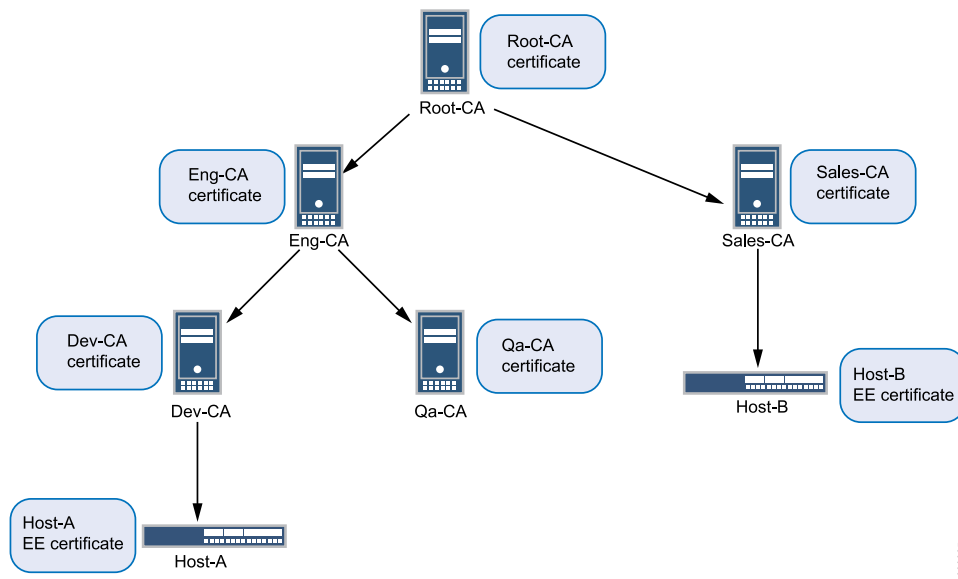 Root-CA
certificate
Root-CA
Eng-CA
certificate
Eng-CA
Sales-CA
certificate
Sales-CA
Dev-CA
certificate
Dev-CA
Qa-CA
certificate
Qa-CA
Host-B
Host-B
EE certificate
Host-A
EE certificate
Host-A